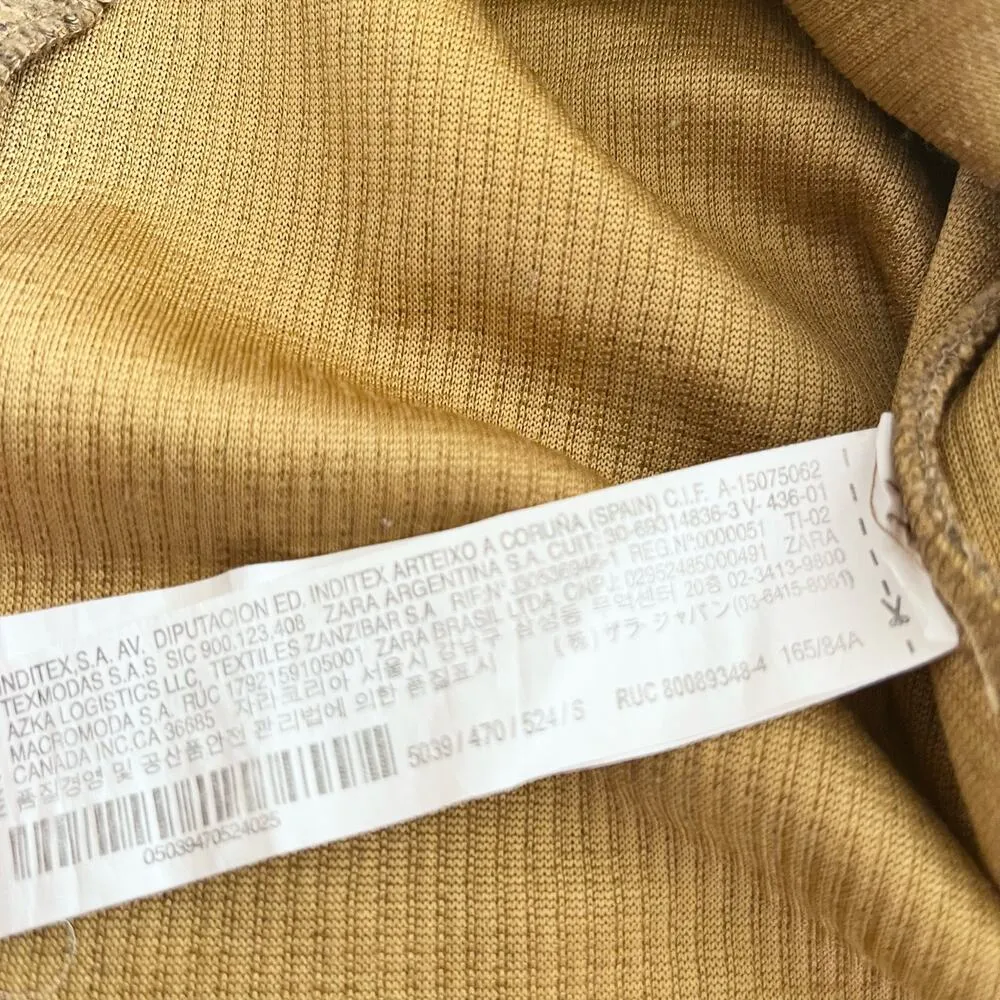 INDITEX,S.A. AV. DIPUTACION ED. INDITEX ARTEIXO A CORUÑA (SPAIN) C.I.F. A-15075062
TEXMODAS S.A.S SIC 900.123.408 ZARA ARGENTINA S.A. CUIT: 30-69314836-3 V- 436-01
AZKA LOGISTICS LLC, TEXTILES ZANZIBAR S.A. RIF.Nº REG.Nº0000051 TI-02
MACROMODA S.A. RUC 1792159105001 ZARA BRASIL LTDA. CNPJ: 02952485000491 ZARA
CANADA INC.CA 36685 자라코리아 서울시 강남구 삼성동 무역센터 20층 02-3413-9800
품질경영 및 공산품안전 관리법에 의한 품질표시 (株) ザラ・ジャパン(03-6415-8061)
5039 / 470 / 524 / S RUC 80089348-4 165/84A
05039470524025